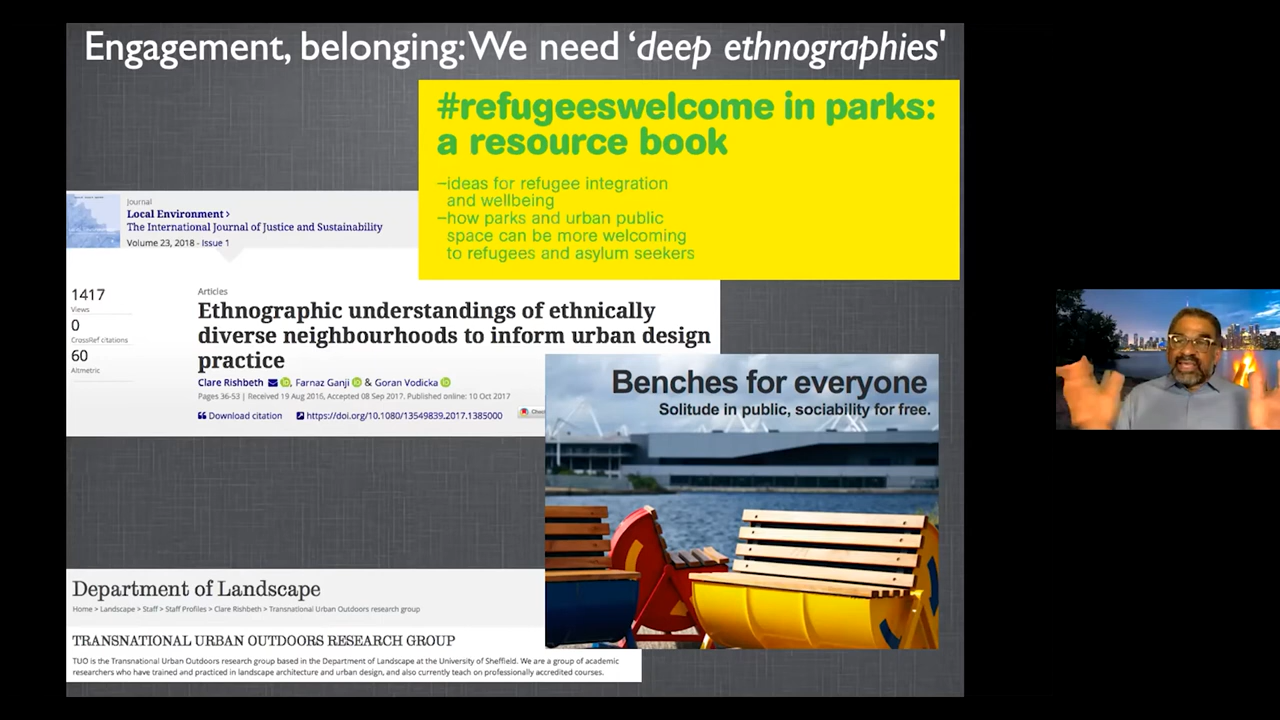 Engagement, belonging: We need ‘deep ethnographies'
#refugeeswelcome in parks:
a resource book
–ideas for refugee integration
and wellbeing
–how parks and urban public
space can be more welcoming
to refugees and asylum seekers
Journal
Local Environment >
The International Journal of Justice and Sustainability
Volume 23, 2018 - Issue 1
1417
Views
0
CrossRef citations
60
Altmetric
Articles
Ethnographic understandings of ethnically
diverse neighbourhoods to inform urban design
practice
Clare Rishbeth, Farnaz Ganji & Goran Vodicka
Pages 36-53 | Received 19 Aug 2016, Accepted 08 Sep 2017, Published online: 10 Oct 2017
Download citation https://doi.org/10.1080/13549839.2017.1385000
Benches for everyone
Solitude in public, sociability for free.
Department of Landscape
Home > Landscape > Staff > Staff Profiles > Clare Rishbeth > Transnational Urban Outdoors research group
TRANSNATIONAL URBAN OUTDOORS RESEARCH GROUP
TUO is the Transnational Urban Outdoors research group based in the Department of Landscape at the University of Sheffield. We are a group of academic
researchers who have trained and practiced in landscape architecture and urban design, and also currently teach on professionally accredited courses.